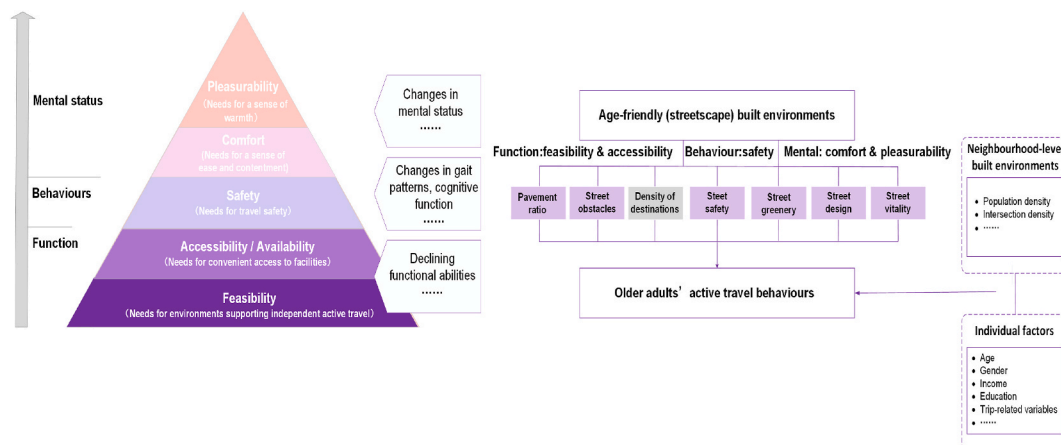 Mental status
Behaviours
Function
Pleasurability
(Needs for a sense of
warmth)
Comfort
(Needs for a sense of
ease and contentment)
Safety
(Needs for travel safety)
Accessibility / Availability
(Needs for convenient access to facilities)
Feasibility
(Needs for environments supporting independent active travel)
Changes in
mental status
······
Changes in gait
patterns, cognitive
function
······
Declining
functional abilities
······
Age-friendly (streetscape) built environments
Function:feasibility & accessibility
Behaviour:safety
Mental: comfort & pleasurability
Pavement
ratio
Street
obstacles
Density of
destinations
Steet
safety
Street
greenery
Street
design
Street
vitality
Older adults' active travel behaviours
Neighbourhood-level
built environments
• Population density
• Intersection density
• ······
Individual factors
• Age
• Gender
• Income
• Education
• Trip-related variables
• ······